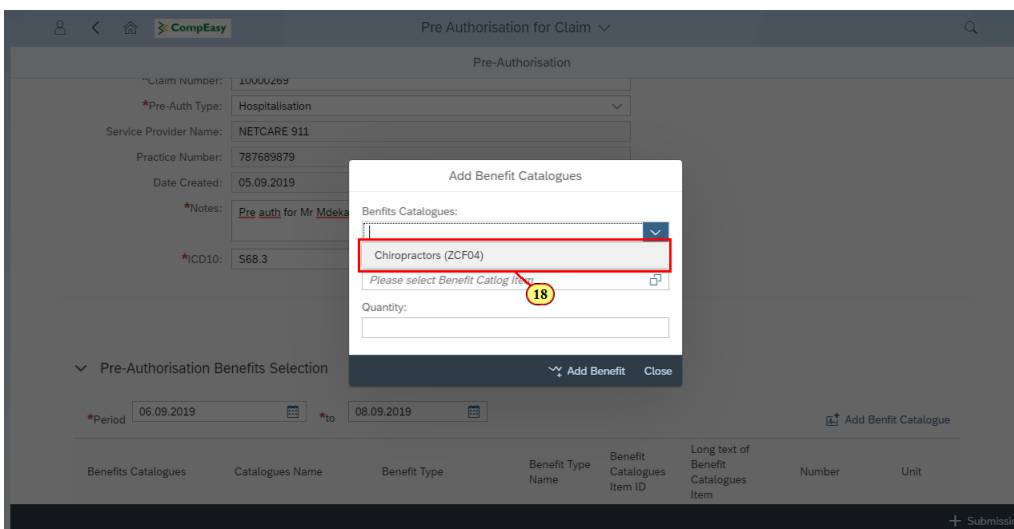 CompEasy
Pre Authorisation for Claim
Pre-Authorisation
*Claim Number: 10000269
*Pre-Auth Type: Hospitalisation
Service Provider Name: NETCARE 911
Practice Number: 787689879
Date Created: 05.09.2019
*Notes: Pre auth for Mr Mdeka
*ICD10: S68.3
Add Benefit Catalogues
Benfits Catalogues:
Chiropractors (ZCF04)
Please select Benefit Catlog Item
18
Quantity:
Add Benefit Close
Pre-Authorisation Benefits Selection
*Period 06.09.2019 *to 08.09.2019
Add Benfit Catalogue
Benefits Catalogues
Catalogues Name
Benefit Type
Benefit Type
Name
Benefit
Catalogues
Item ID
Long text of
Benefit
Catalogues
Item
Number
Unit
+ Submissi